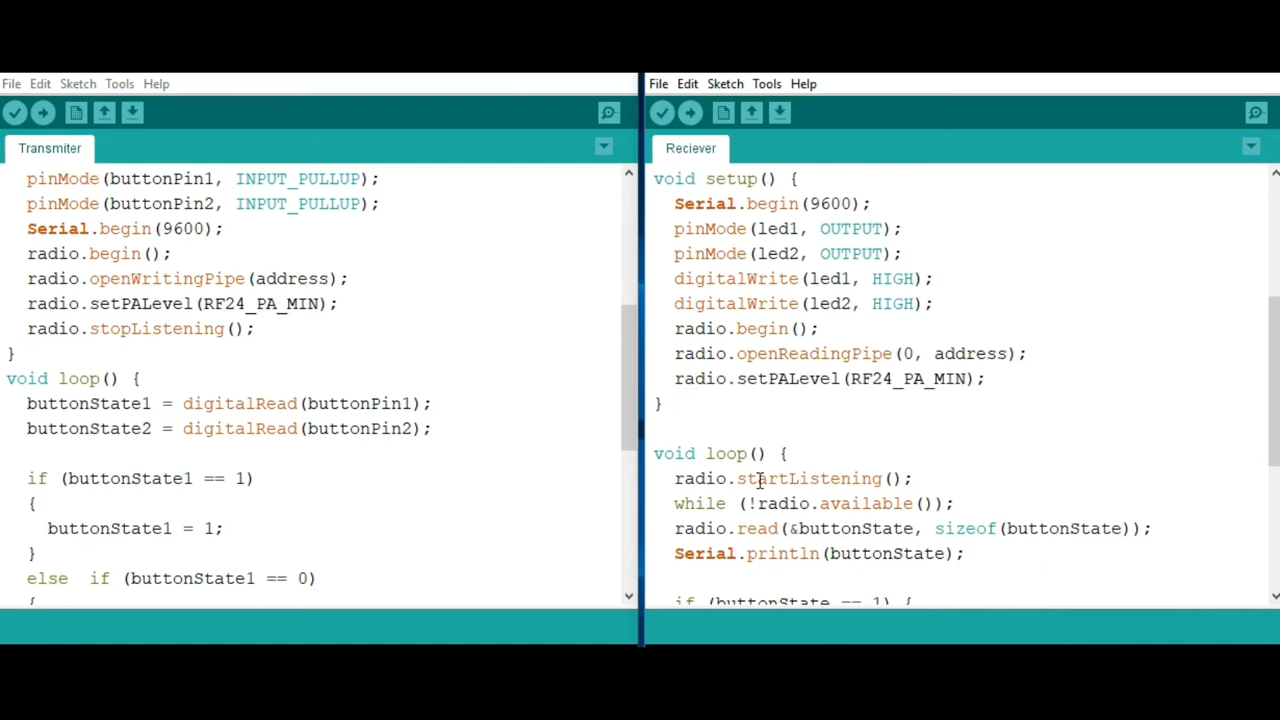 File Edit Sketch Tools Help
Transmiter
pinMode(buttonPin1, INPUT_PULLUP);
pinMode(buttonPin2, INPUT_PULLUP);
Serial.begin(9600);
radio.begin();
radio.openWritingPipe(address);
radio.setPALevel(RF24_PA_MIN);
radio.stopListening();
}
void loop() {
buttonState1 = digitalRead(buttonPin1);
buttonState2 = digitalRead(buttonPin2);
if (buttonState1 == 1)
{
buttonState1 = 1;
}
else  if (buttonState1 == 0)
{
File Edit Sketch Tools Help
Reciever
void setup() {
Serial.begin(9600);
pinMode(led1, OUTPUT);
pinMode(led2, OUTPUT);
digitalWrite(led1, HIGH);
digitalWrite(led2, HIGH);
radio.begin();
radio.openReadingPipe(0, address);
radio.setPALevel(RF24_PA_MIN);
}
void loop() {
radio.startListening();
while (!radio.available());
radio.read(&buttonState, sizeof(buttonState));
Serial.println(buttonState);
if (buttonState == 1) {